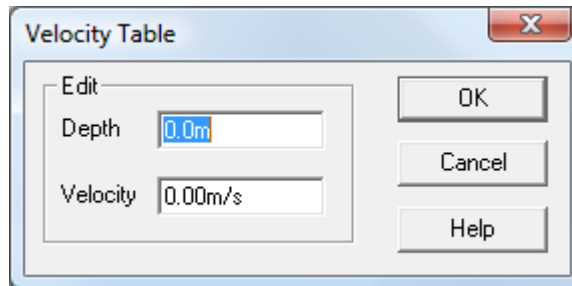 Velocity Table
Edit
Depth 0.0m
Velocity 0.00m/s
OK
Cancel
Help